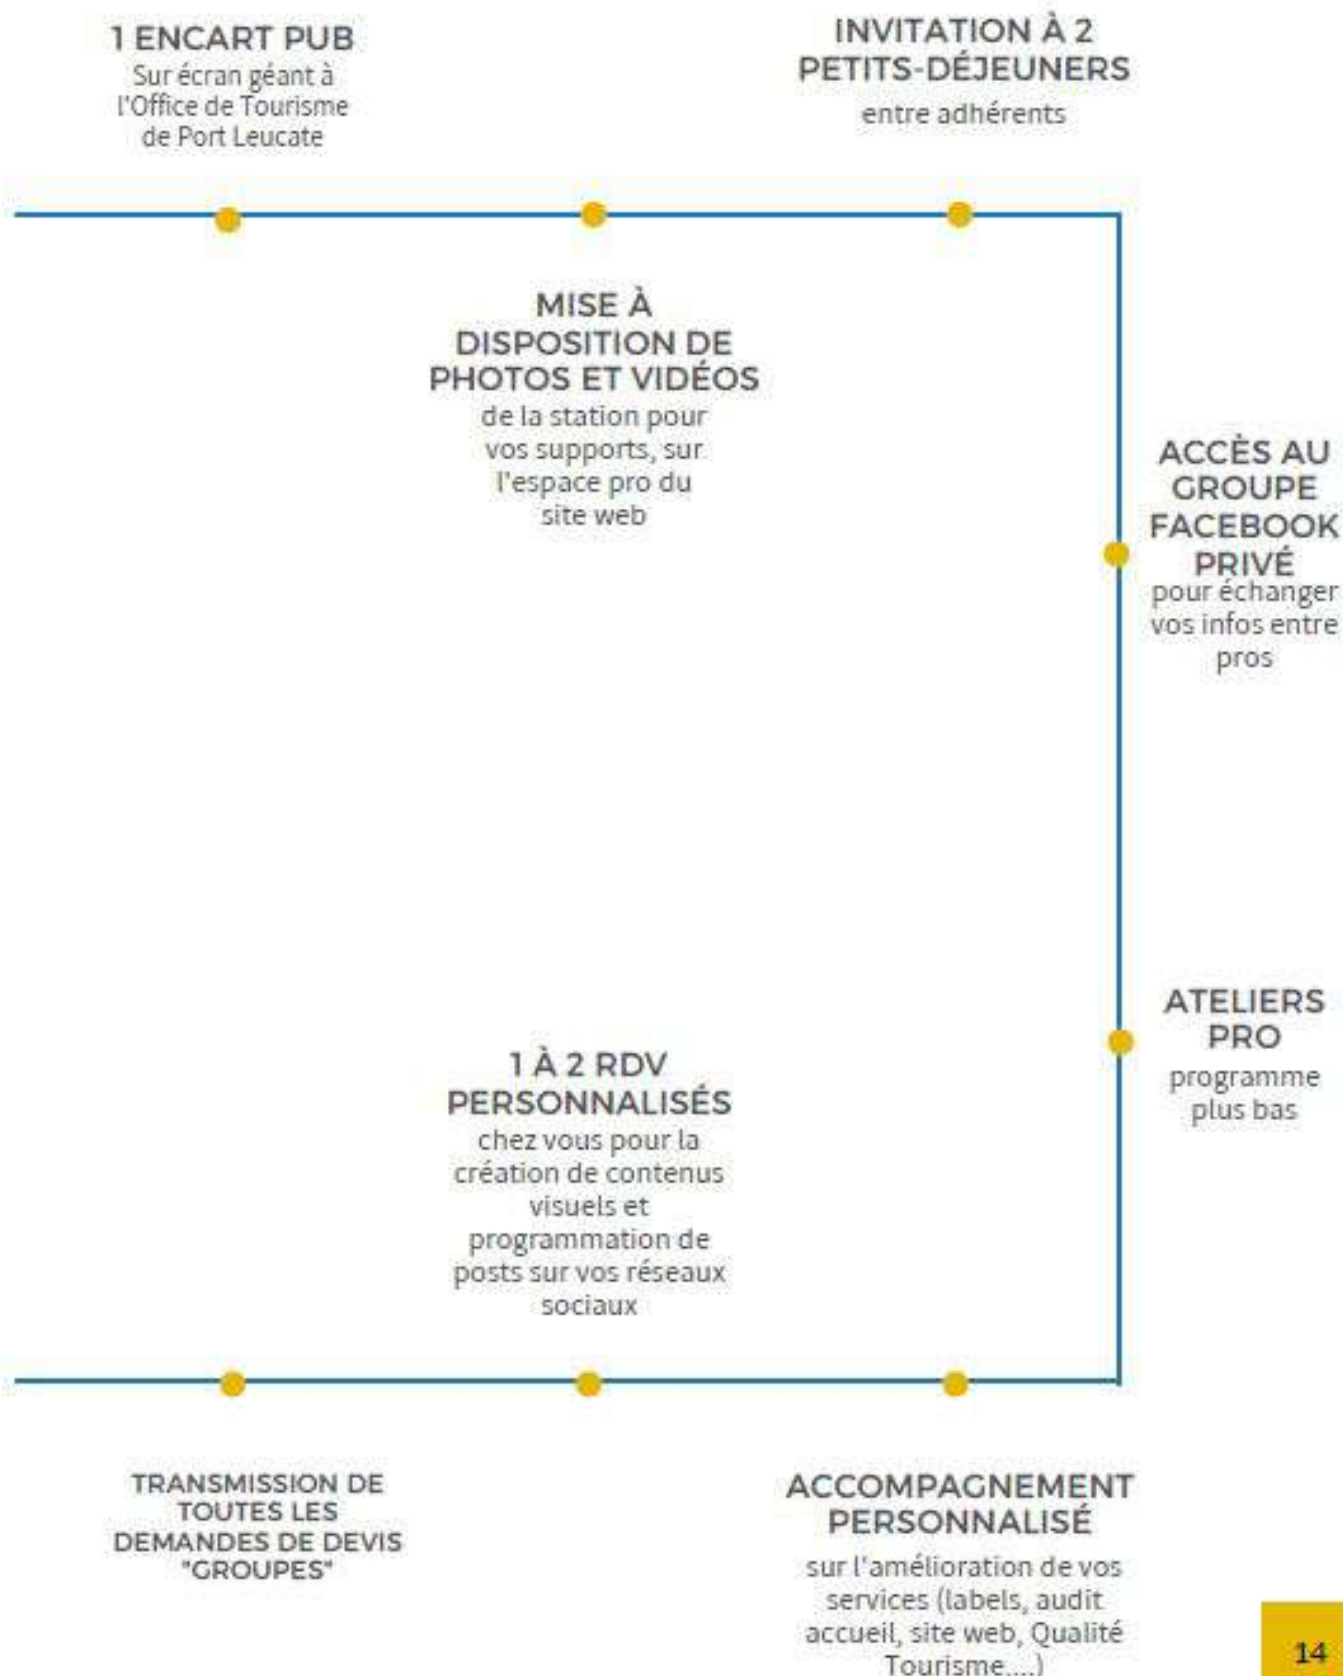 1 ENCART PUB
Sur écran géant à
l'Office de Tourisme
de Port Leucate
MISE À
DISPOSITION DE
PHOTOS ET VIDÉOS
de la station pour
vos supports, sur
l'espace pro du
site web
INVITATION À 2
PETITS-DÉJEUNERS
entre adhérents
ACCÈS AU
GROUPE
FACEBOOK
PRIVÉ
pour échanger
vos infos entre
pros
ATELIERS
PRO
programme
plus bas
ACCOMPAGNEMENT
PERSONNALISÉ
sur l'amélioration de vos
services (labels, audit
accueil, site web, Qualité
Tourisme,...)
1 À 2 RDV
PERSONNALISÉS
chez vous pour la
création de contenus
visuels et
programmation de
posts sur vos réseaux
sociaux
TRANSMISSION DE
TOUTES LES
DEMANDES DE DEVIS
"GROUPES"
14